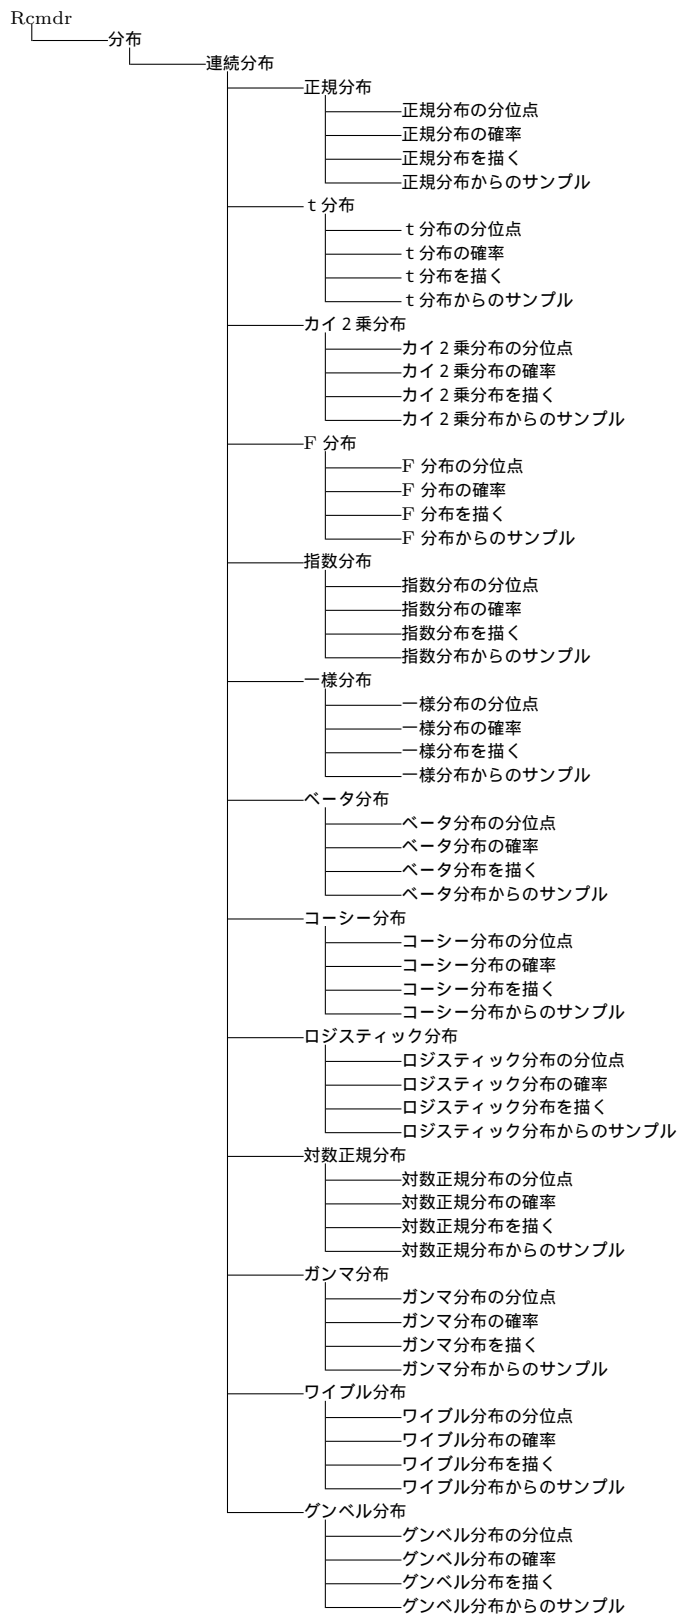 Rcmdr
分布
連続分布
正規分布
正規分布の分位点
正規分布の確率
正規分布を描く
正規分布からのサンプル
ｔ分布
ｔ分布の分位点
ｔ分布の確率
ｔ分布を描く
ｔ分布からのサンプル
カイ２乗分布
カイ２乗分布の分位点
カイ２乗分布の確率
カイ２乗分布を描く
カイ２乗分布からのサンプル
F 分布
F 分布の分位点
F 分布の確率
F 分布を描く
F 分布からのサンプル
指数分布
指数分布の分位点
指数分布の確率
指数分布を描く
指数分布からのサンプル
一様分布
一様分布の分位点
一様分布の確率
一様分布を描く
一様分布からのサンプル
ベータ分布
ベータ分布の分位点
ベータ分布の確率
ベータ分布を描く
ベータ分布からのサンプル
コーシー分布
コーシー分布の分位点
コーシー分布の確率
コーシー分布を描く
コーシー分布からのサンプル
ロジスティック分布
ロジスティック分布の分位点
ロジスティック分布の確率
ロジスティック分布を描く
ロジスティック分布からのサンプル
対数正規分布
対数正規分布の分位点
対数正規分布の確率
対数正規分布を描く
対数正規分布からのサンプル
ガンマ分布
ガンマ分布の分位点
ガンマ分布の確率
ガンマ分布を描く
ガンマ分布からのサンプル
ワイブル分布
ワイブル分布の分位点
ワイブル分布の確率
ワイブル分布を描く
ワイブル分布からのサンプル
グンベル分布
グンベル分布の分位点
グンベル分布の確率
グンベル分布を描く
グンベル分布からのサンプル